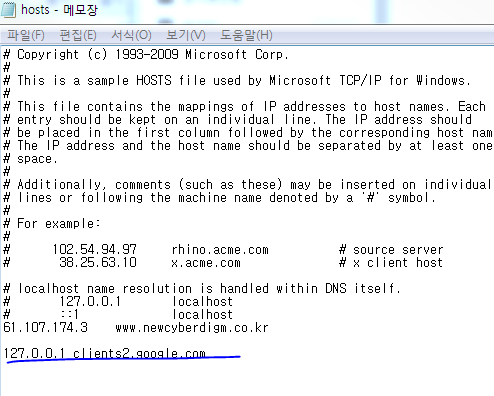 hosts - 메모장
파일(F) 편집(E) 서식(O) 보기(V) 도움말(H)
# Copyright (c) 1993-2009 Microsoft Corp.
#
# This is a sample HOSTS file used by Microsoft TCP/IP for Windows.
#
# This file contains the mappings of IP addresses to host names. Each
# entry should be kept on an individual line. The IP address should
# be placed in the first column followed by the corresponding host nam
# The IP address and the host name should be separated by at least one
# space.
#
# Additionally, comments (such as these) may be inserted on individual
# lines or following the machine name denoted by a '#' symbol.
#
# For example:
#
# 102.54.94.97 rhino.acme.com # source server
# 38.25.63.10 x.acme.com # x client host
# localhost name resolution is handled within DNS itself.
# 127.0.0.1 localhost
# ::1 localhost
61.107.174.3 www.newcyberdigm.co.kr
127.0.0.1 clients2.google.com